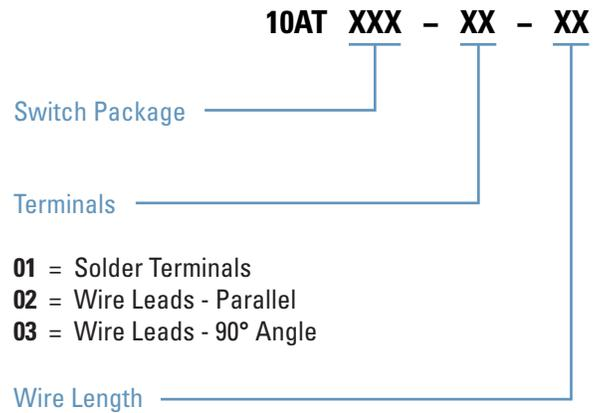 10AT XXX – XX – XX
Switch Package
Terminals
01 = Solder Terminals
02 = Wire Leads - Parallel
03 = Wire Leads - 90° Angle
Wire Length